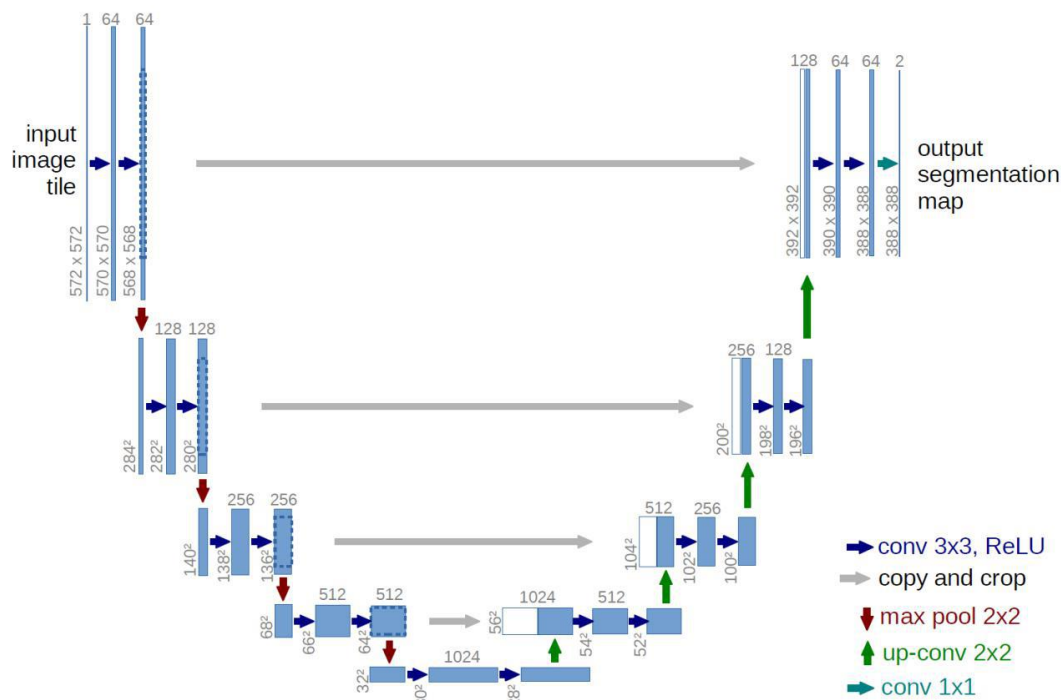 1 64 64
128 64 64 2
input
image
tile
output
segmentation
map
572 x 572
570 x 570
568 x 568
392 x 392
390 x 390
388 x 388
388 x 388
128 128
256 128
284²
282²
280²
200²
198²
196²
256 256
512 256
140²
138²
136²
104²
102²
100²
512 512
1024 512
68²
66²
64²
56²
54²
52²
1024
32²
conv 3x3, ReLU
copy and crop
max pool 2x2
up-conv 2x2
conv 1x1